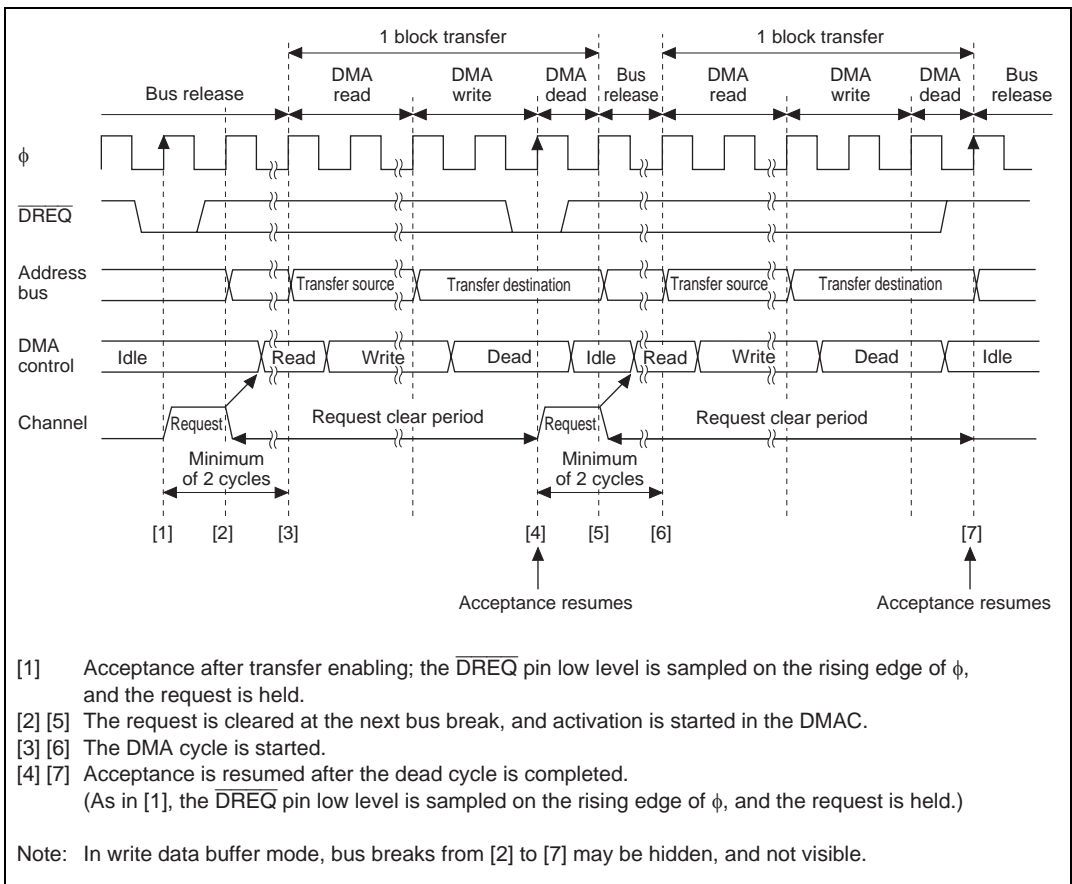 1 block transfer 1 block transfer
DMA read DMA write DMA dead Bus release DMA read DMA write DMA dead Bus release
Bus release
ϕ
DREQ
Address bus
Transfer source Transfer destination Transfer source Transfer destination
DMA control
Idle Read Write Dead Idle Read Write Dead Idle
Channel
Request Request clear period Request Request clear period
Minimum of 2 cycles Minimum of 2 cycles
[1] [2] [3] [4] [5] [6] [7]
Acceptance resumes Acceptance resumes
[1] Acceptance after transfer enabling; the DREQ pin low level is sampled on the rising edge of ϕ,
and the request is held.
[2] [5] The request is cleared at the next bus break, and activation is started in the DMAC.
[3] [6] The DMA cycle is started.
[4] [7] Acceptance is resumed after the dead cycle is completed.
(As in [1], the DREQ pin low level is sampled on the rising edge of ϕ, and the request is held.)
Note: In write data buffer mode, bus breaks from [2] to [7] may be hidden, and not visible.